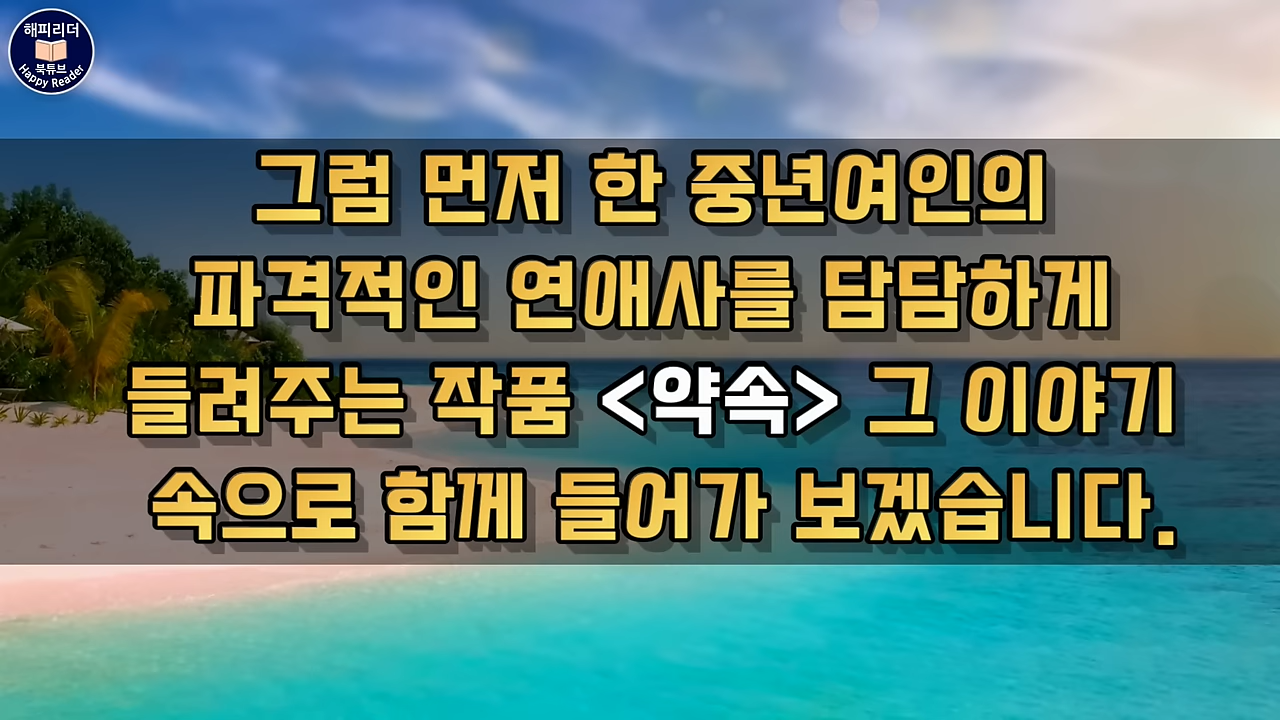 해피리더
북튜브
Happy Reader
그럼 먼저 한 중년여인의
파격적인 연애사를 담담하게
들려주는 작품 <약속> 그 이야기
속으로 함께 들어가 보겠습니다.